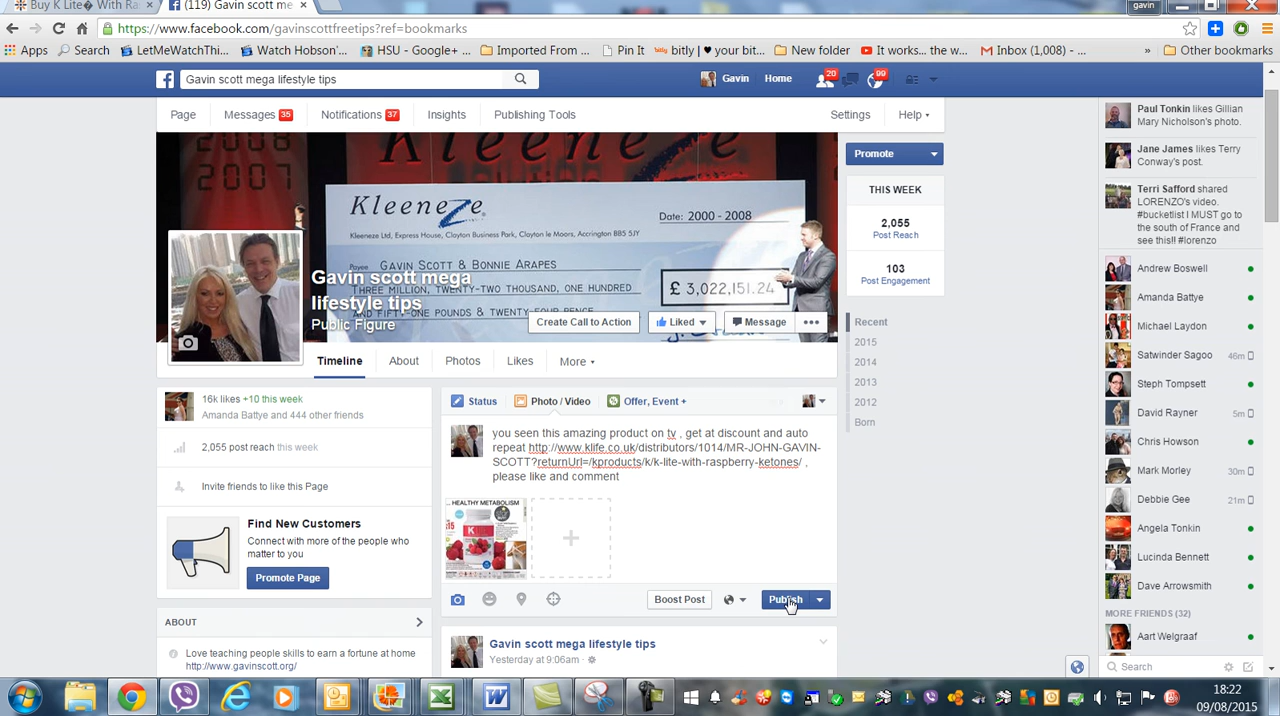 Buy K Lite� With Ra
(119) Gavin scott me
gavin
https://www.facebook.com/gavinscottfreetips?ref=bookmarks
Apps
Search
LetMeWatchThi...
Watch Hobson'...
HSU - Google+ ...
Imported From ...
Pin It
bitly | ♥ your bit...
New folder
It works... the w...
Inbox (1,008) - ...
»
Other bookmarks
Gavin scott mega lifestyle tips
Gavin
Home
20
99
Page
Messages 35
Notifications 37
Insights
Publishing Tools
Settings
Help
2008
2007
Kleeneze
Kleeneze
Date: 2000 - 2008
Kleeneze Ltd, Express House, Clayton Business Park, Clayton le Moors, Accrington BB5 5JY
Payee GAVIN SCOTT & BONNIE ARAPES
THREE MILLION, TWENTY-TWO THOUSAND, ONE HUNDRED
AND FIFTY-ONE POUNDS & TWENTY FOUR PENCE
£ 3,022,151.24
Gavin scott mega
lifestyle tips
Public Figure
Create Call to Action
Liked
Message
Timeline
About
Photos
Likes
More
Promote
THIS WEEK
2,055
Post Reach
103
Post Engagement
Recent
2015
2014
2013
2012
Born
16k likes +10 this week
Amanda Battye and 444 other friends
2,055 post reach this week
Invite friends to like this Page
Find New Customers
Connect with more of the people who
matter to you
Promote Page
ABOUT
Love teaching people skills to earn a fortune at home
http://www.gavinscott.org/
Status
Photo / Video
Offer, Event +
you seen this amazing product on tv , get at discount and auto
repeat http://www.klife.co.uk/distributors/1014/MR-JOHN-GAVIN-
SCOTT?returnUrl=/kproducts/k/k-lite-with-raspberry-ketones/ ,
please like and comment
.. HEALTHY METABOLISM
K
Boost Post
Publish
Gavin scott mega lifestyle tips
Yesterday at 9:06am
Paul Tonkin likes Gillian
Mary Nicholson's photo.
Jane James likes Terry
Conway's post.
Terri Safford shared
LORENZO's video.
#bucketlist! I MUST go to
the south of France and
see this!! #lorenzo
Andrew Boswell
Amanda Battye
Michael Leydon
Satwinder Sagoo 46m
Steph Tompsett
David Rayner 5m
Chris Howson
Mark Morley 30m
Debbie Cree 21m
Angela Tonkin
Lucinda Bennett
Dave Arrowsmith
MORE FRIENDS (32)
Aart Welgraaf
Search
18:22
09/08/2015